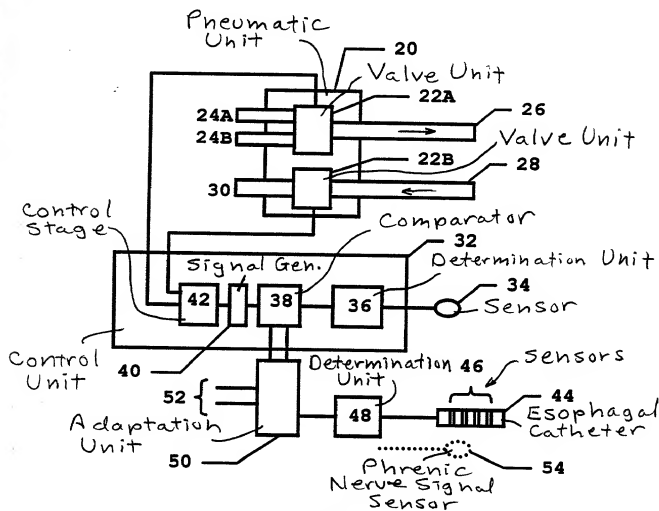 Pneumatic
Unit
20
Valve Unit
24A
22A
26
24B
Valve Unit
22B
30
28
Control
Stage
Comparator
32
Signal Gen.
Determination Unit
42
38
36
34
Sensor
Control
Unit
40
Determination
Unit
46
Sensors
52
48
44
Esophagal
Catheter
Adaptation
Unit
50
54
Phrenic
Nerve Signal
Sensor